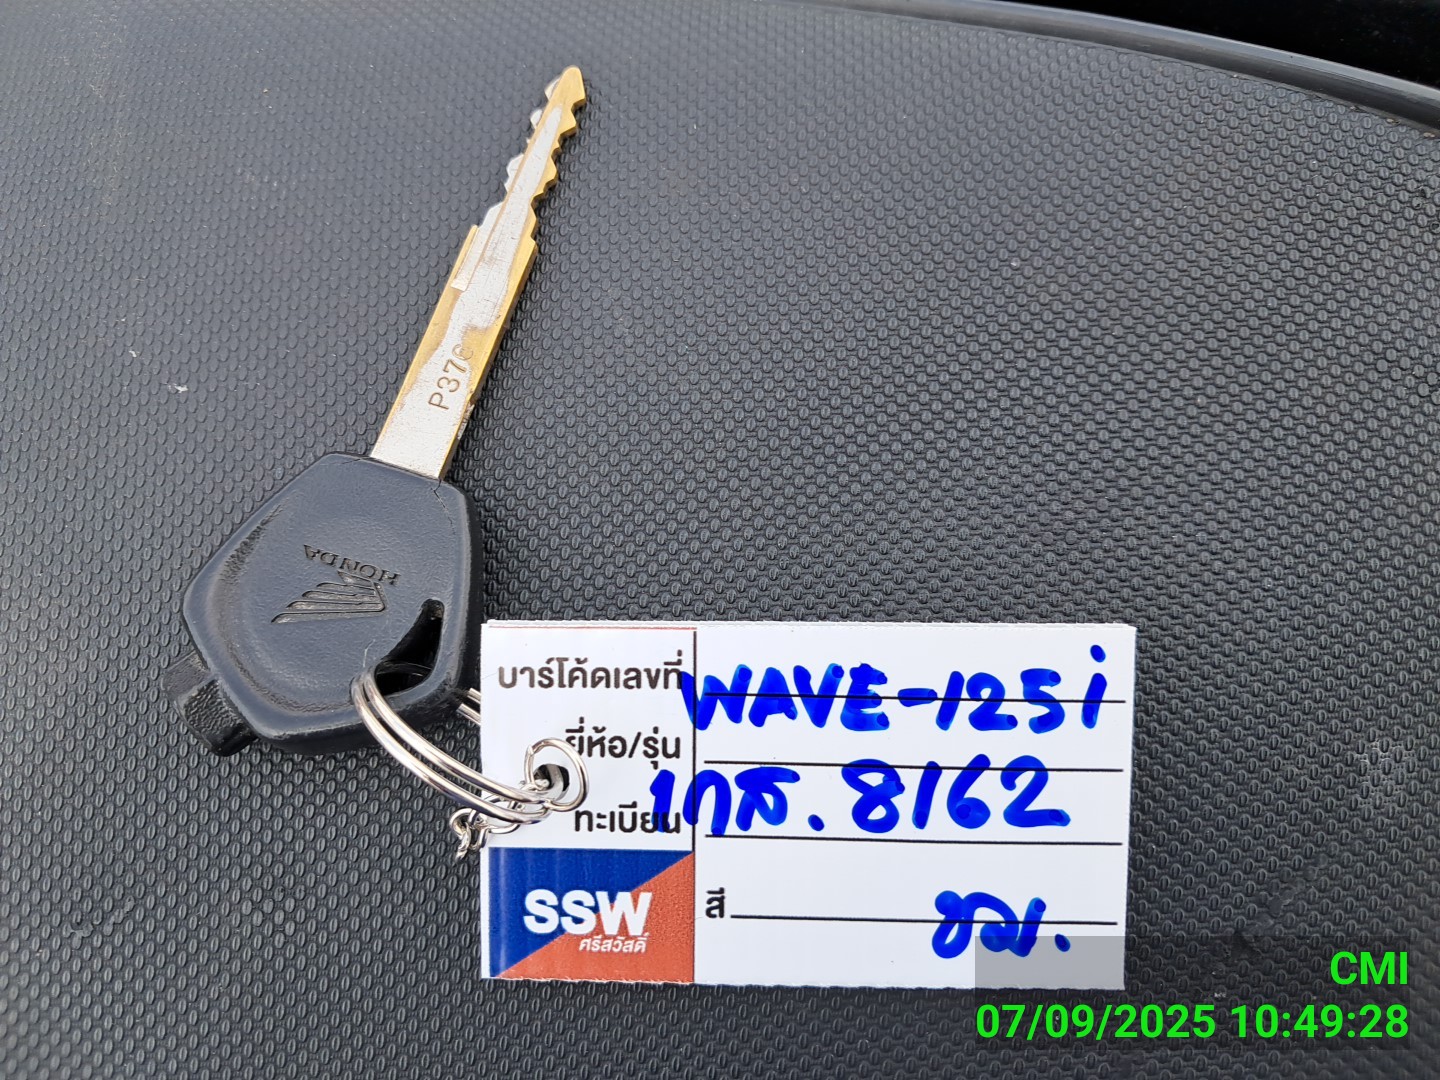 P376
HONDA
บาร์โค้ดเลขที่
WAVE-125i
ยี่ห้อ/รุ่น
ทะเบียน
1กส. 8162
SSW
ศรีสวัสดิ์
สี
ชม.
CMI
07/09/2025 10:49:28